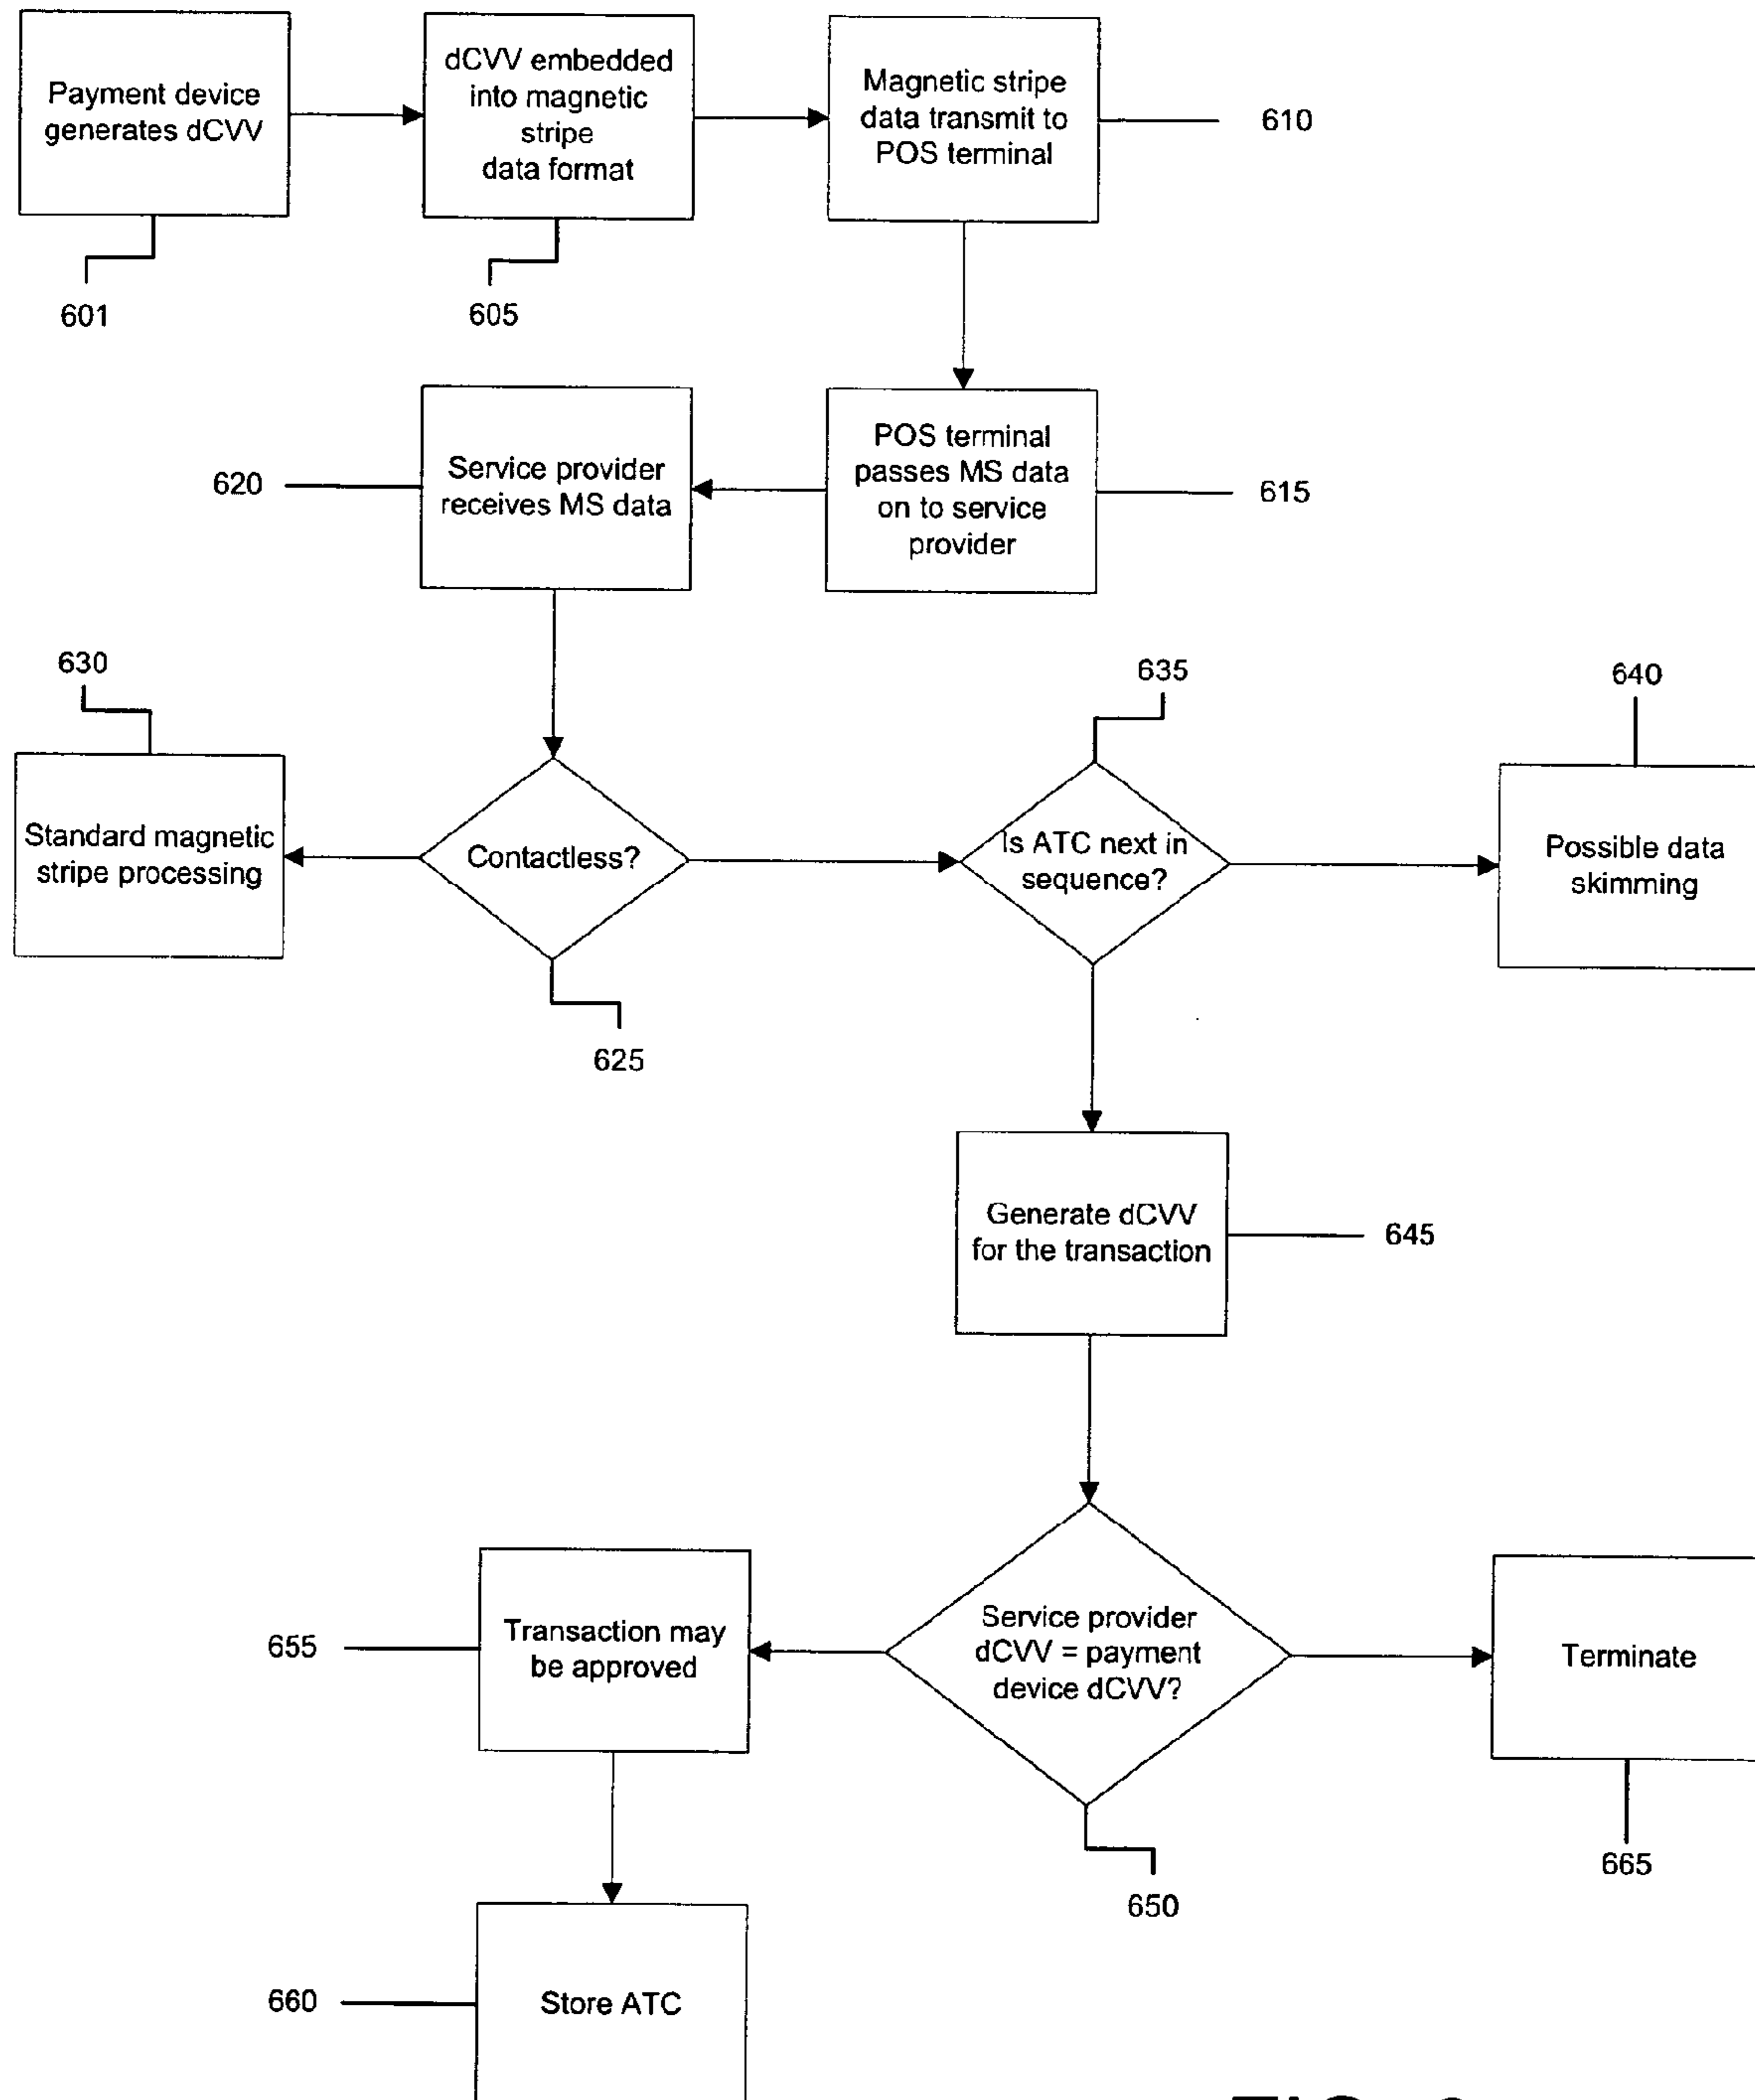 Payment device
generates dCVV
dCVV embedded
into magnetic
stripe
data format
Magnetic stripe
data transmit to
POS terminal
610
601
605
620
Service provider
receives MS data
POS terminal
passes MS data
on to service
provider
615
630
635
640
Standard magnetic
stripe processing
Contactless?
Is ATC next in
sequence?
Possible data
skimming
625
Generate dCVV
for the transaction
645
655
Transaction may
be approved
Service provider
dCVV = payment
device dCVV?
Terminate
665
650
660
Store ATC